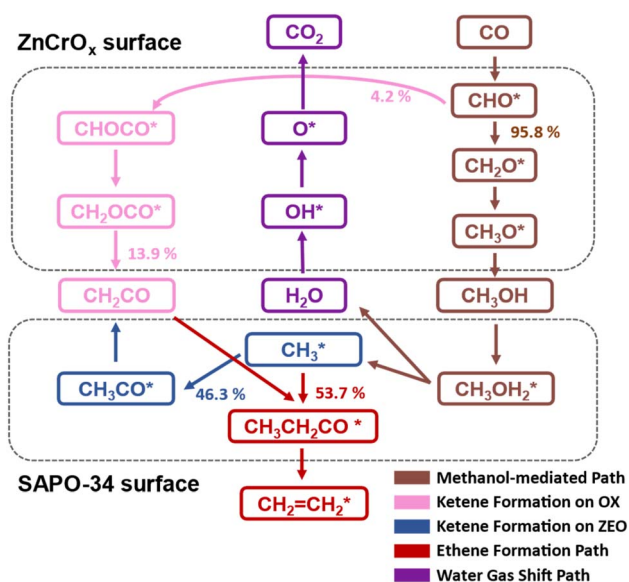 ZnCrOₓ surface
CO₂
CO
CHO*
4.2 %
CHOCO*
O*
95.8 %
CH₂O*
CH₂OCO*
OH*
CH₃O*
13.9 %
CH₂CO
H₂O
CH₃OH
CH₃*
CH₃CO*
46.3 %
53.7 %
CH₃OH₂*
CH₃CH₂CO *
SAPO-34 surface
CH₂=CH₂*
Methanol-mediated Path
Ketene Formation on OX
Ketene Formation on ZEO
Ethene Formation Path
Water Gas Shift Path